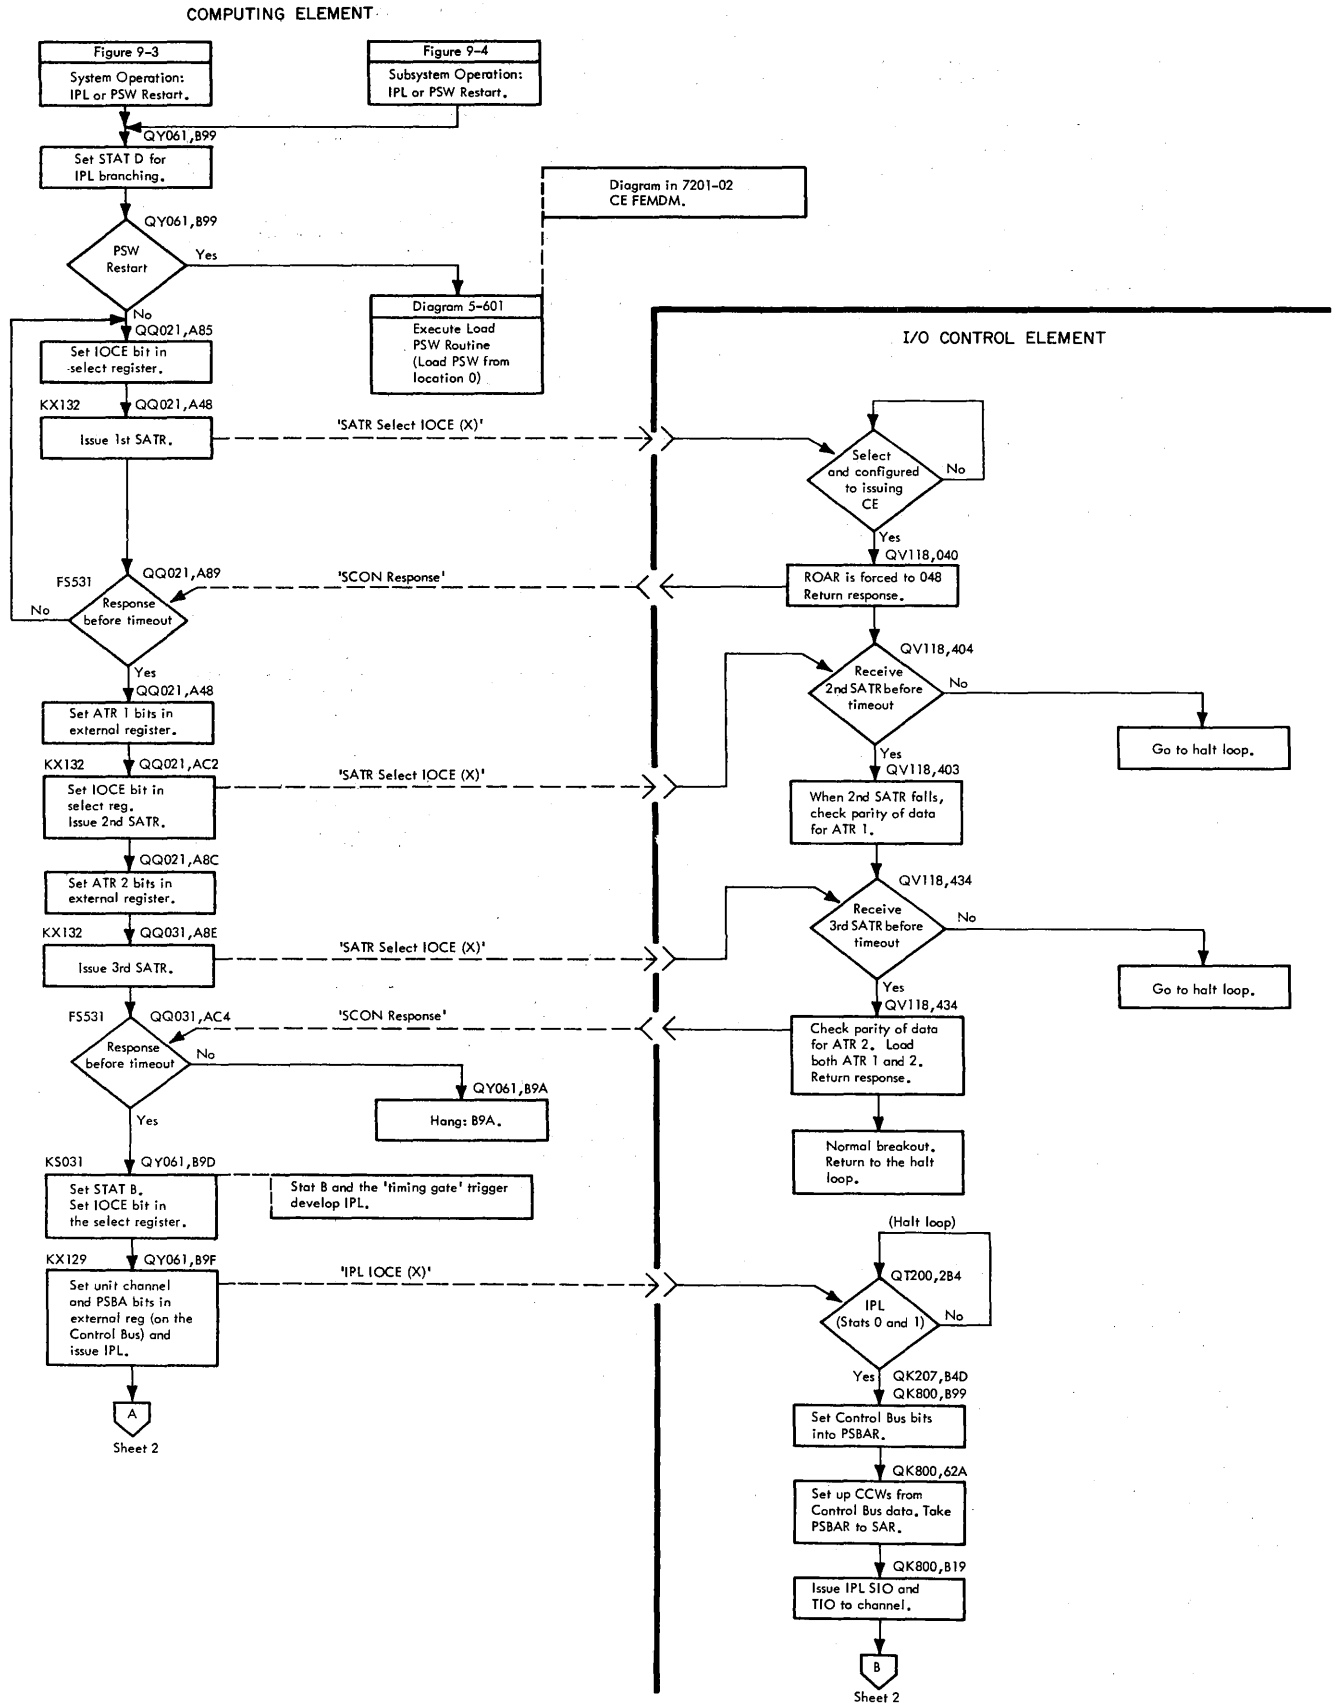 COMPUTING ELEMENT
Figure 9-3
System Operation:
IPL or PSW Restart.
Figure 9-4
Subsystem Operation:
IPL or PSW Restart.
QY061,B99
Set STAT D for
IPL branching.
Diagram in 7201-02
CE FEMDM.
QY061,B99
PSW
Restart
Yes
No
Diagram 5-601
Execute Load
PSW Routine
(Load PSW from
location 0)
QQ021,A85
Set IOCE bit in
select register.
I/O CONTROL ELEMENT
KX132
QQ021,A48
Issue 1st SATR.
'SATR Select IOCE (X)'
Select
and configured
to issuing
CE
No
Yes
QV118,040
ROAR is forced to 048
Return response.
'SCON Response'
FS531
QQ021,A89
Response
before timeout
No
Yes
QV118,404
Receive
2nd SATR before
timeout
No
Go to halt loop.
Yes
QQ021,A48
Set ATR 1 bits in
external register.
KX132
QQ021,AC2
Set IOCE bit in
select reg.
Issue 2nd SATR.
'SATR Select IOCE (X)'
QV118,403
When 2nd SATR falls,
check parity of data
for ATR 1.
QQ021,A8C
Set ATR 2 bits in
external register.
QV118,434
Receive
3rd SATR before
timeout
No
Go to halt loop.
Yes
KX132
QQ031,A8E
Issue 3rd SATR.
'SATR Select IOCE (X)'
QV118,434
Check parity of data
for ATR 2. Load
both ATR 1 and 2.
Return response.
'SCON Response'
FS531
QQ031,AC4
Response
before timeout
No
QY061,B9A
Hang: B9A.
Yes
Normal breakout.
Return to the halt
loop.
KS031
QY061,B9D
Set STAT B.
Set IOCE bit in
the select register.
Stat B and the 'timing gate' trigger
develop IPL.
(Halt loop)
KX129
QY061,B9F
Set unit channel
and PSBA bits in
external reg (on the
Control Bus) and
issue IPL.
'IPL IOCE (X)'
QT200,2B4
IPL
(Stats 0 and 1)
No
Yes
QK207,B4D
QK800,B99
Set Control Bus bits
into PSBAR.
A
Sheet 2
QK800,62A
Set up CCWs from
Control Bus data. Take
PSBAR to SAR.
QK800,B19
Issue IPL SIO and
TIO to channel.
B
Sheet 2